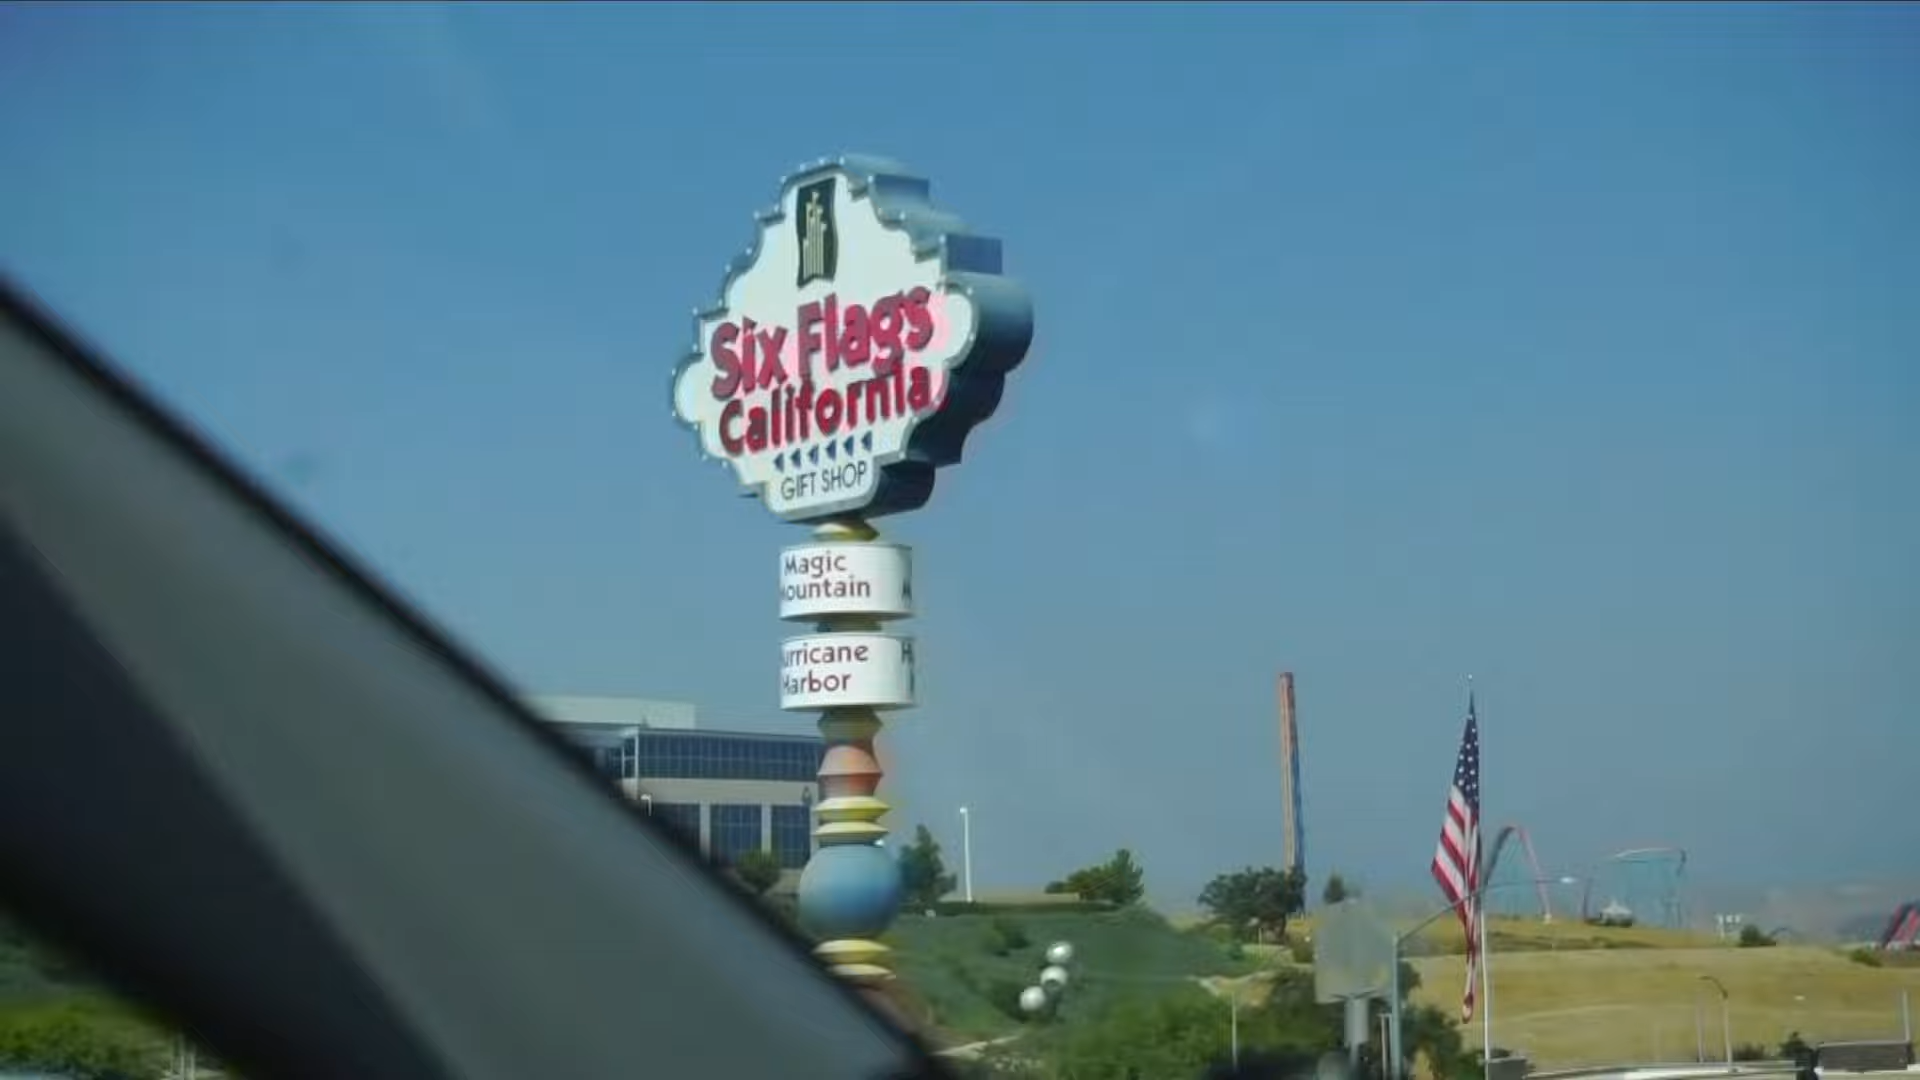 Six Flags
California
GIFT SHOP
Magic
ountain
urricane
Harbor